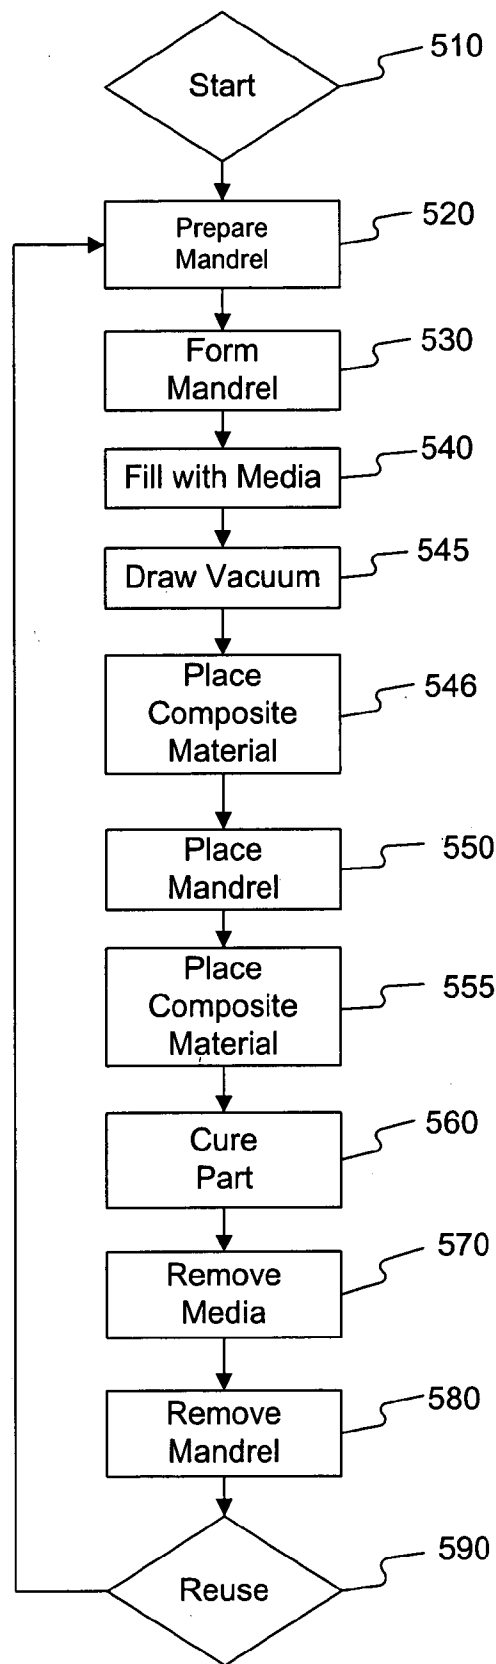 Start
510
Prepare
Mandrel
520
Form
Mandrel
530
Fill with Media
540
Draw Vacuum
545
Place
Composite
Material
546
Place
Mandrel
550
Place
Composite
Material
555
Cure
Part
560
Remove
Media
570
Remove
Mandrel
580
Reuse
590